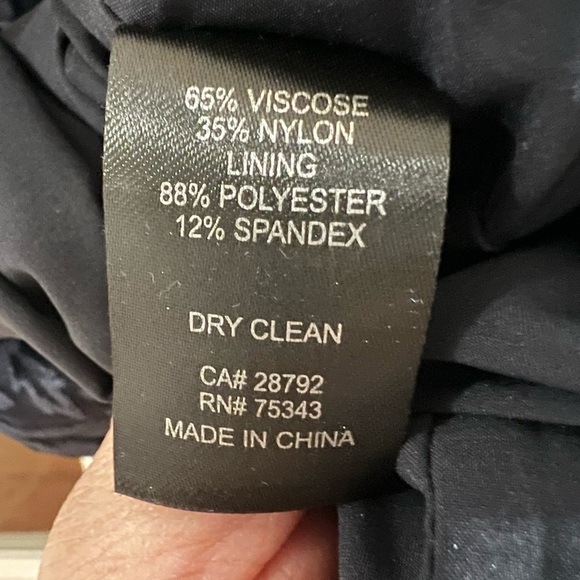 65% VISCOSE
35% NYLON
LINING
88% POLYESTER
12% SPANDEX
DRY CLEAN
CA# 28792
RN# 75343
MADE IN CHINA